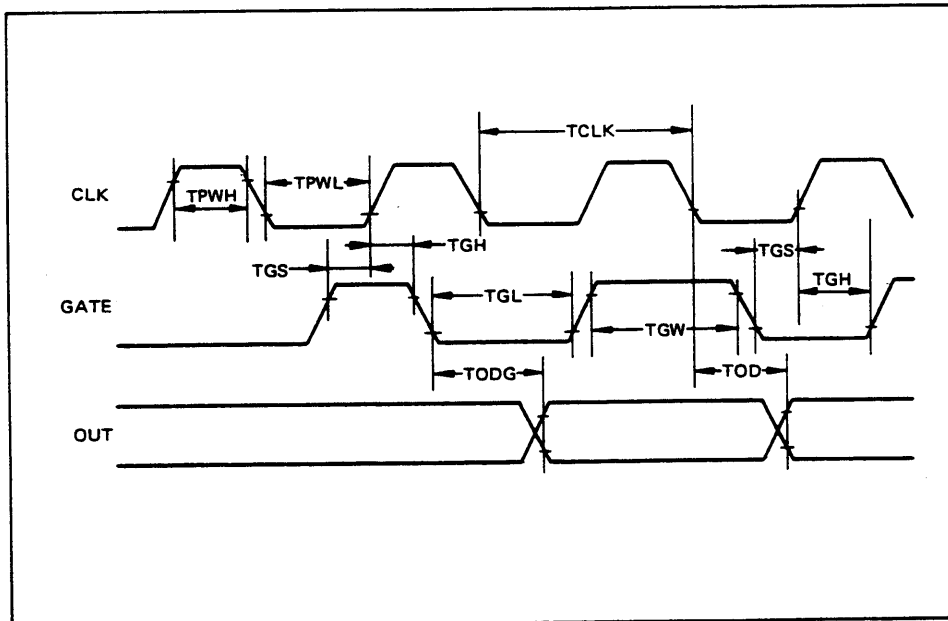 TCLK
CLK
TPWH
TPWL
TGH
TGS
TGS
TGH
GATE
TGL
TGW
TODG
TOD
OUT